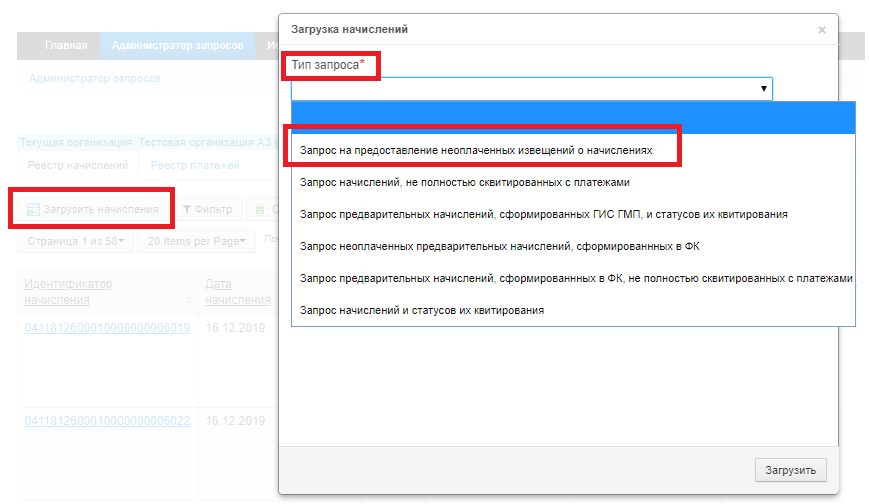 Загрузка начислений ×
Главная Администратор запросов Ис
Тип запроса*
Администратор запросов
Текущая организация: Тестовая организация АЗ
Запрос на предоставление неоплаченных извещений о начислениях
Реестр начислений Реестр платежей
Запрос начислений, не полностью сквитированных с платежами
Загрузить начисления Фильтр С
Запрос предварительных начислений, сформированных ГИС ГМП, и статусов их квитирования
Страница 1 из 58 20 Items per Page По
Запрос неоплаченных предварительных начислений, сформированнных в ФК
Идентификатор начисления Дата начисления
Запрос предварительных начислений, сформированнных в ФК, не полностью сквитированных с платежами
Запрос начислений и статусов их квитирования
0411812600010000000006019 16.12.2019
0411812600010000000006022 16.12.2019
Загрузить